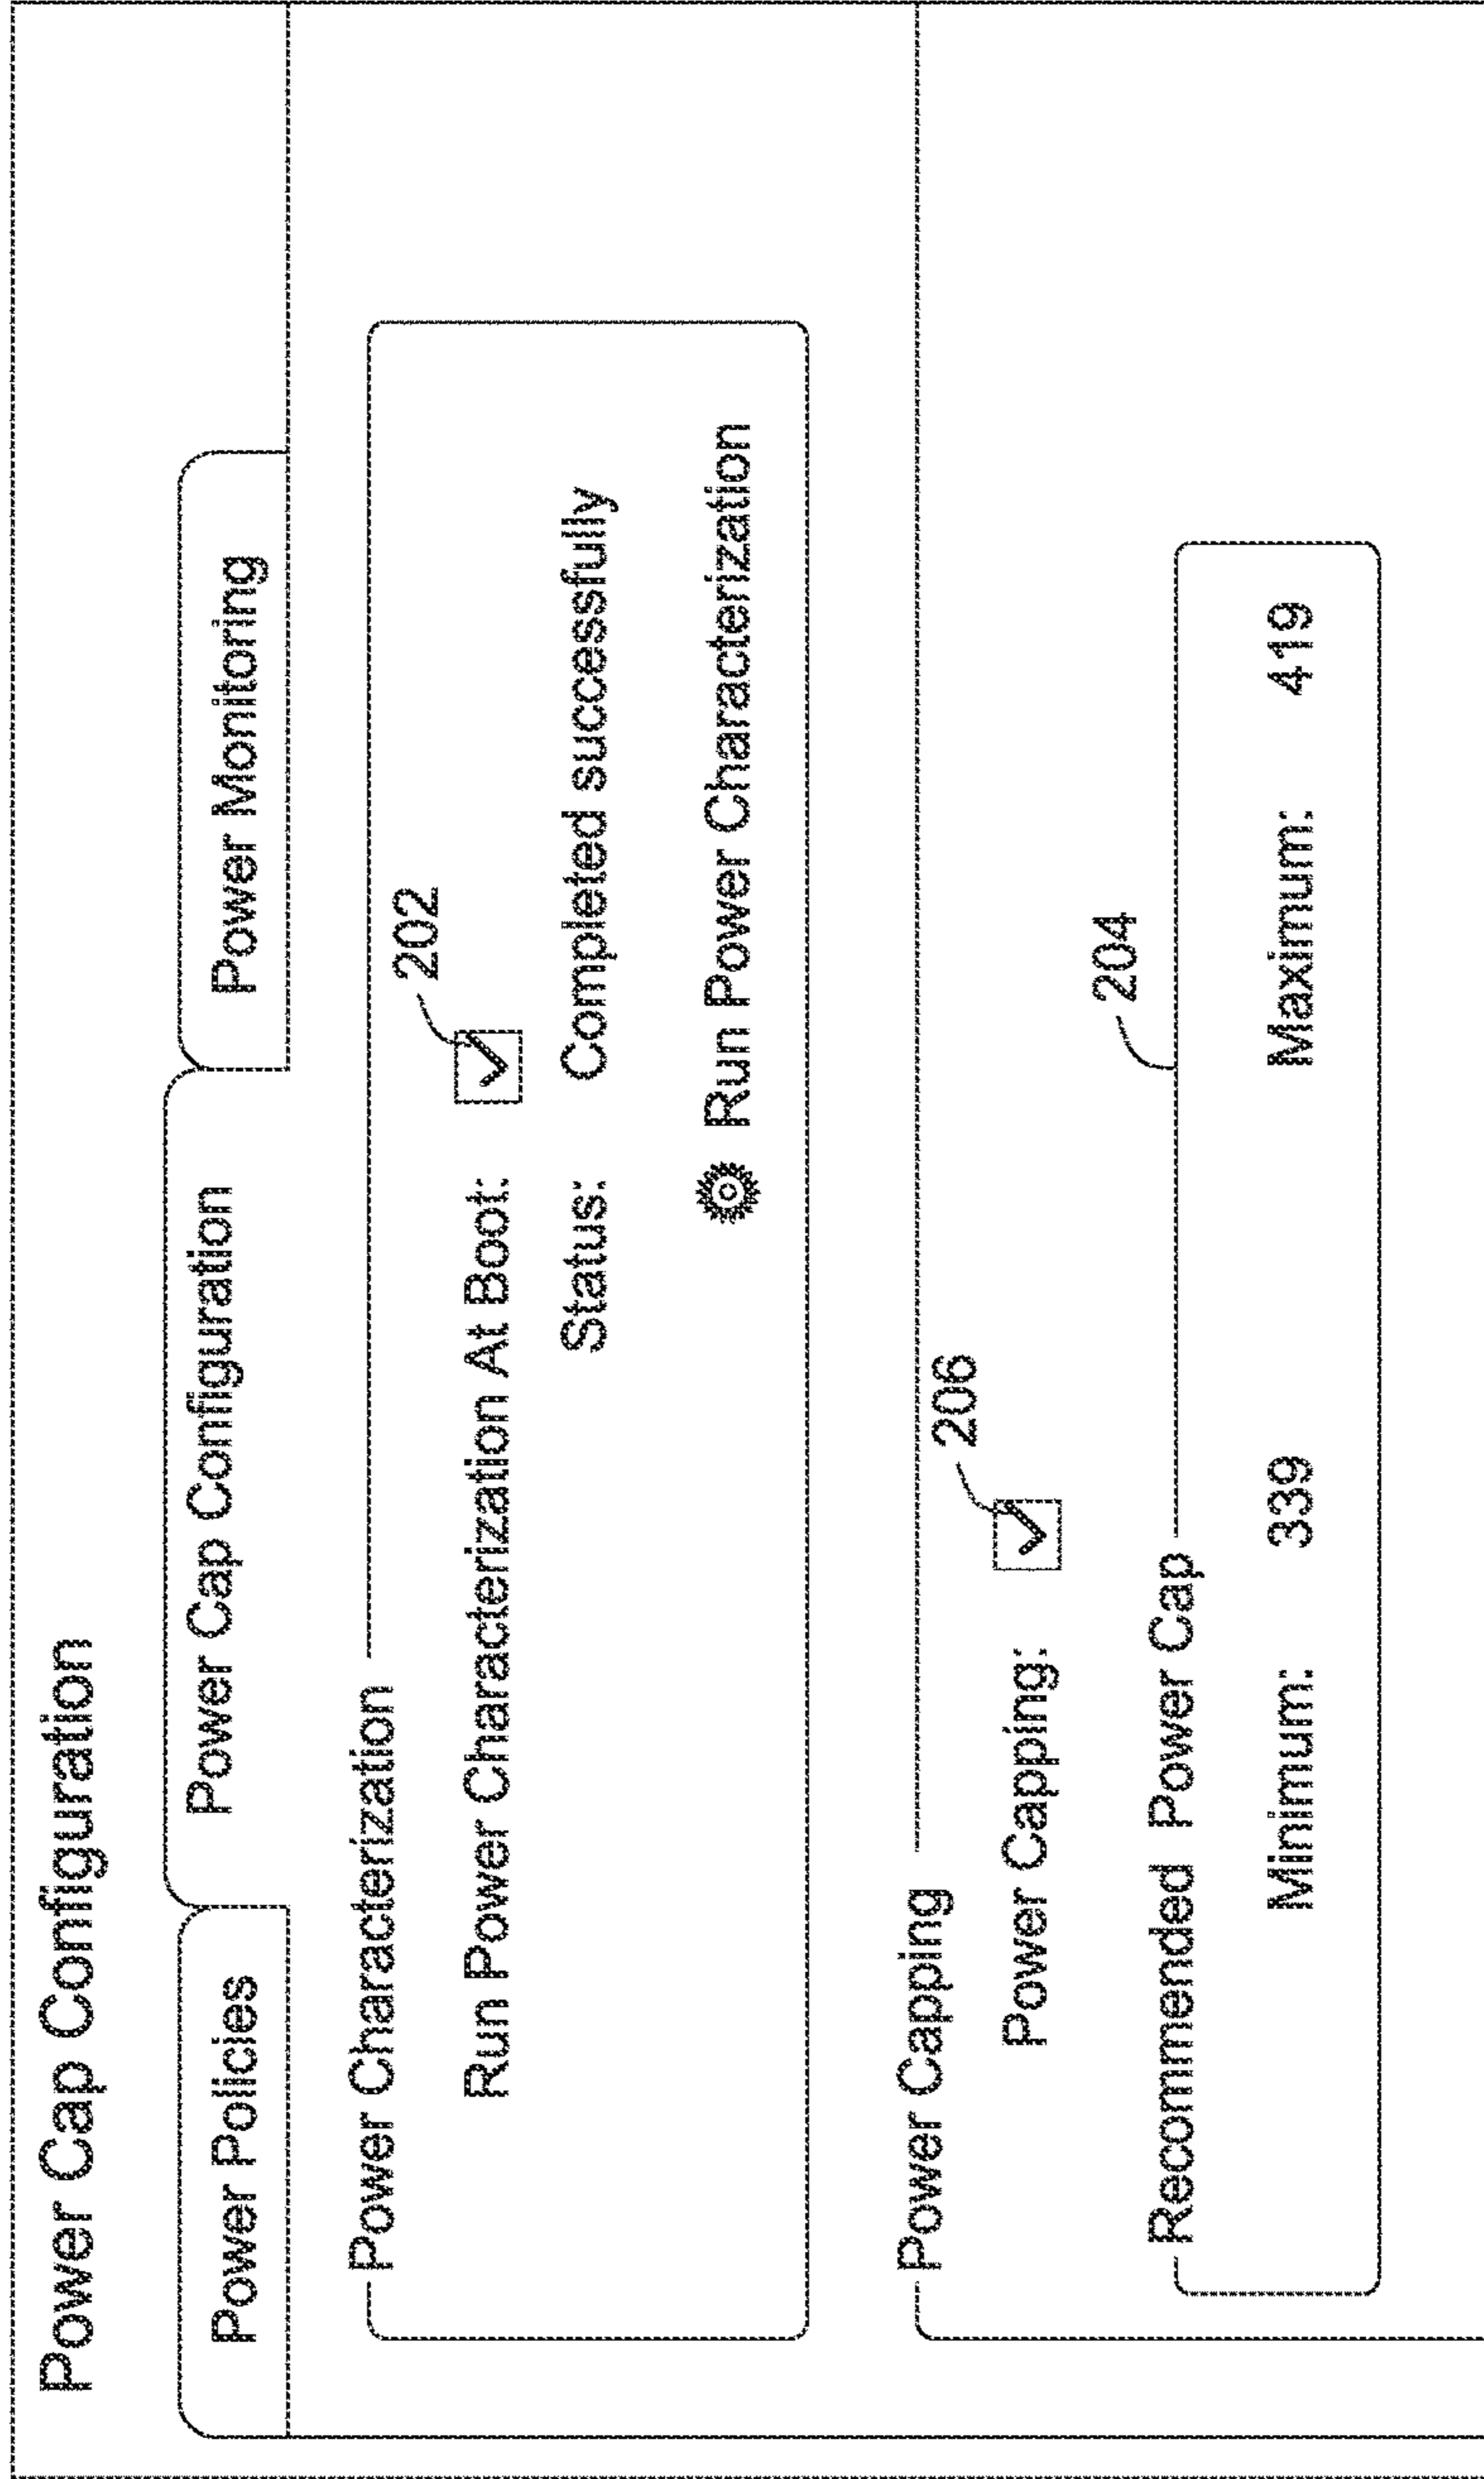 Power Cap Configuration
Power Policies Power Cap Configuration Power Monitoring
Power Characterization
202
Run Power Characterization At Boot:
Status: Completed successfully
Run Power Characterization
Power Capping
206
Power Capping:
204
Recommended Power Cap
Minimum: 339 Maximum: 419